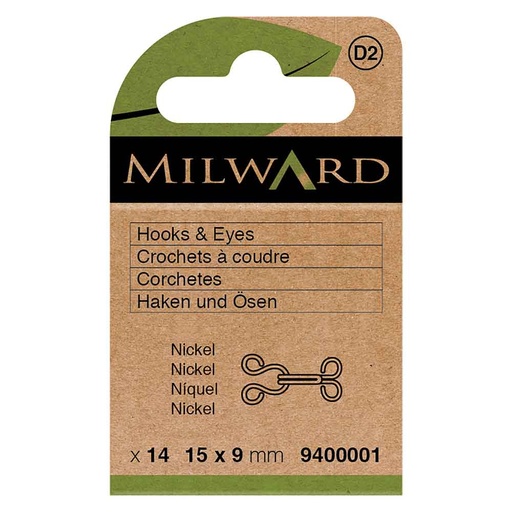 D2
MILWARD
Hooks & Eyes
Crochets à coudre
Corchetes
Haken und Ösen
Nickel
Nickel
Níquel
Nickel
x 14 15 x 9 mm 9400001